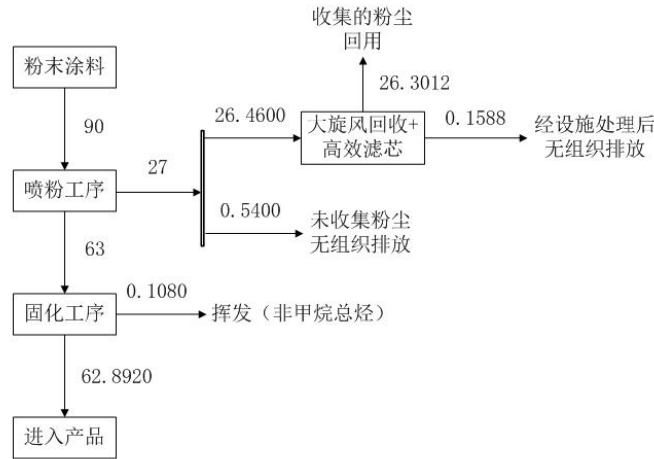 收集的粉尘
回用
粉末涂料
26.3012
90
26.4600
大旋风回收+
高效滤芯
0.1588
经设施处理后
无组织排放
喷粉工序
27
0.5400
未收集粉尘
无组织排放
63
固化工序
0.1080
挥发（非甲烷总烃）
62.8920
进入产品